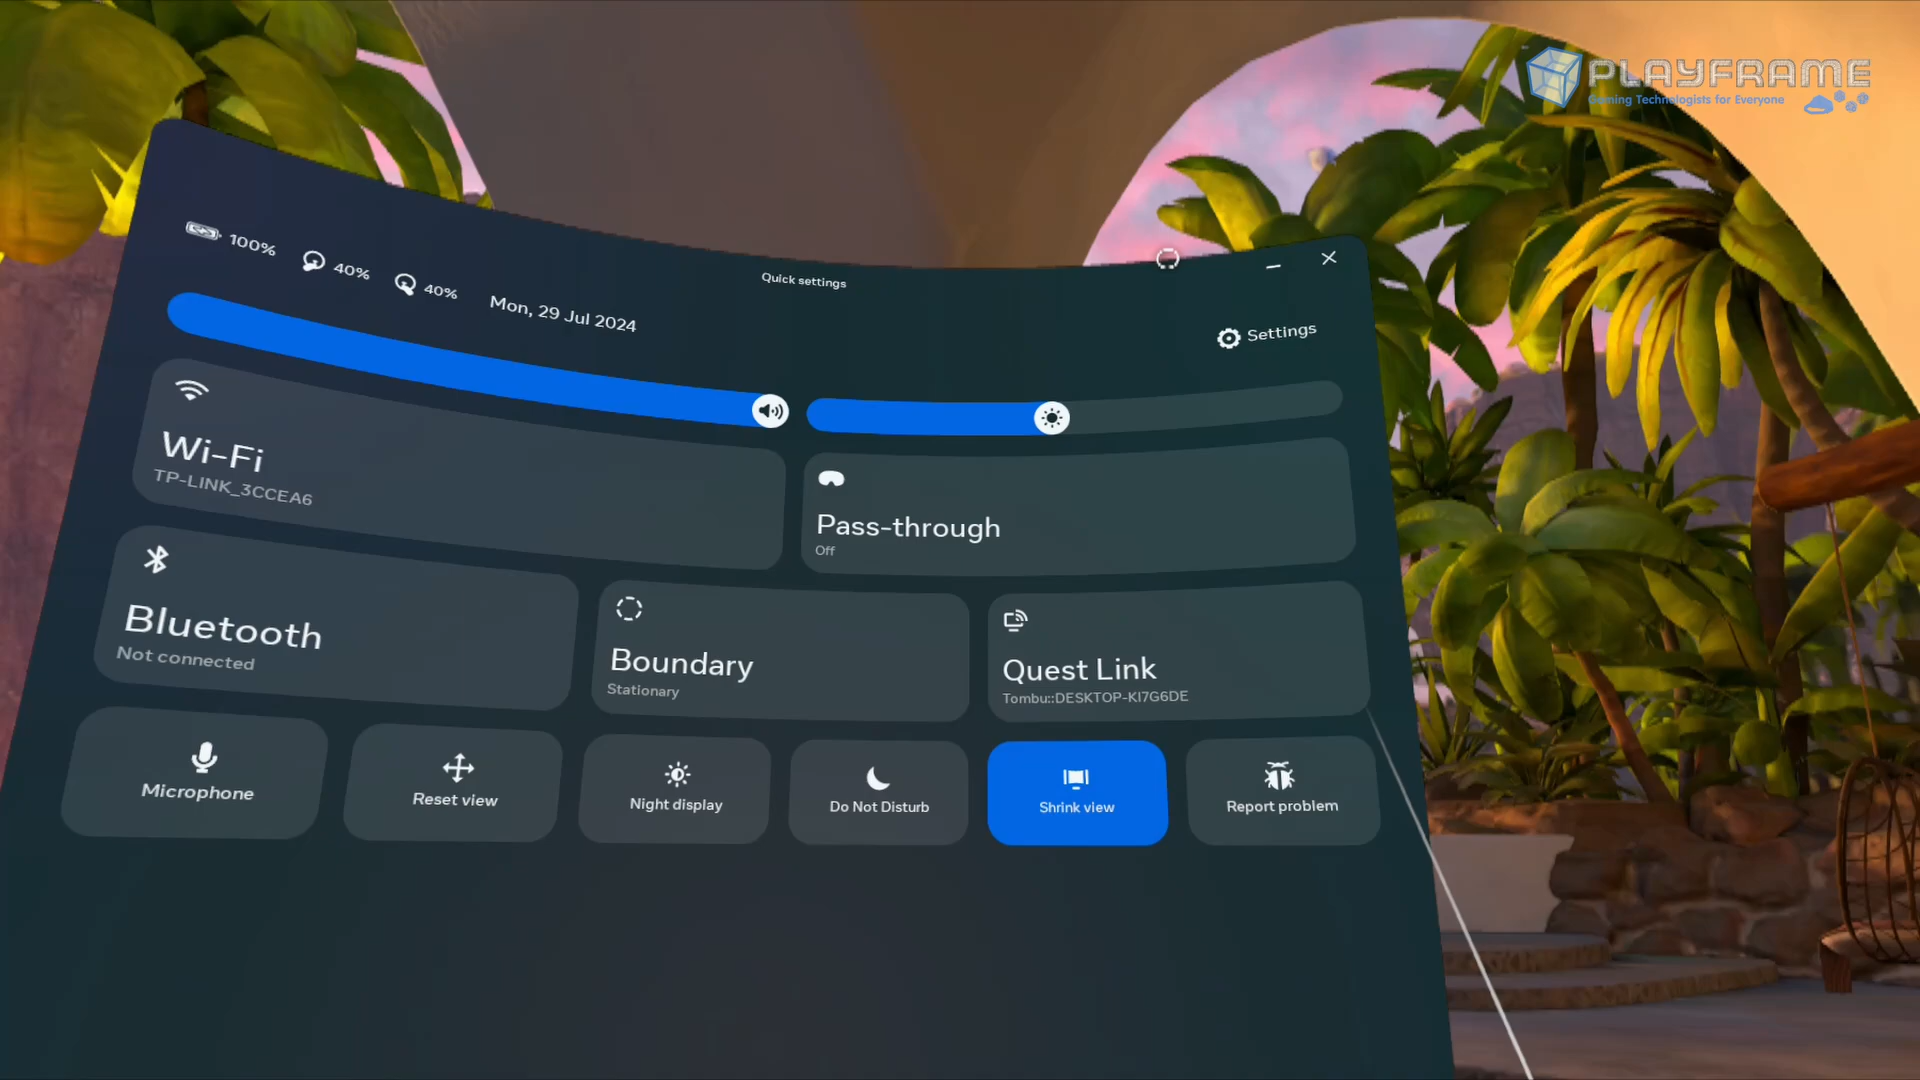 PLAYFRAME
Gaming Technologists for Everyone
100%
40%
40%
Mon, 29 Jul 2024
Quick settings
Settings
Wi-Fi
TP-LINK_3CCEA6
Pass-through
Off
Bluetooth
Not connected
Boundary
Stationary
Quest Link
Tombu::DESKTOP-KI7G6DE
Microphone
Reset view
Night display
Do Not Disturb
Shrink view
Report problem